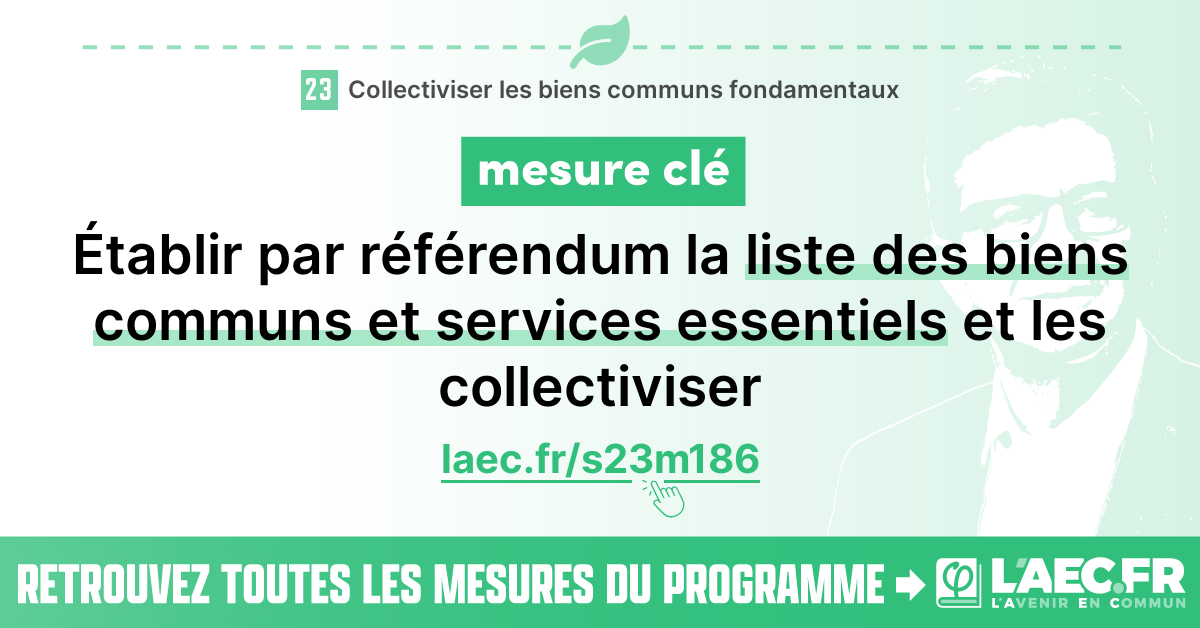 23 Collectiviser les biens communs fondamentaux
mesure clé
Établir par référendum la liste des biens
communs et services essentiels et les
collectiviser
laec.fr/s23m186
RETROUVEZ TOUTES LES MESURES DU PROGRAMME
L'AEC.FR
L'AVENIR EN COMMUN